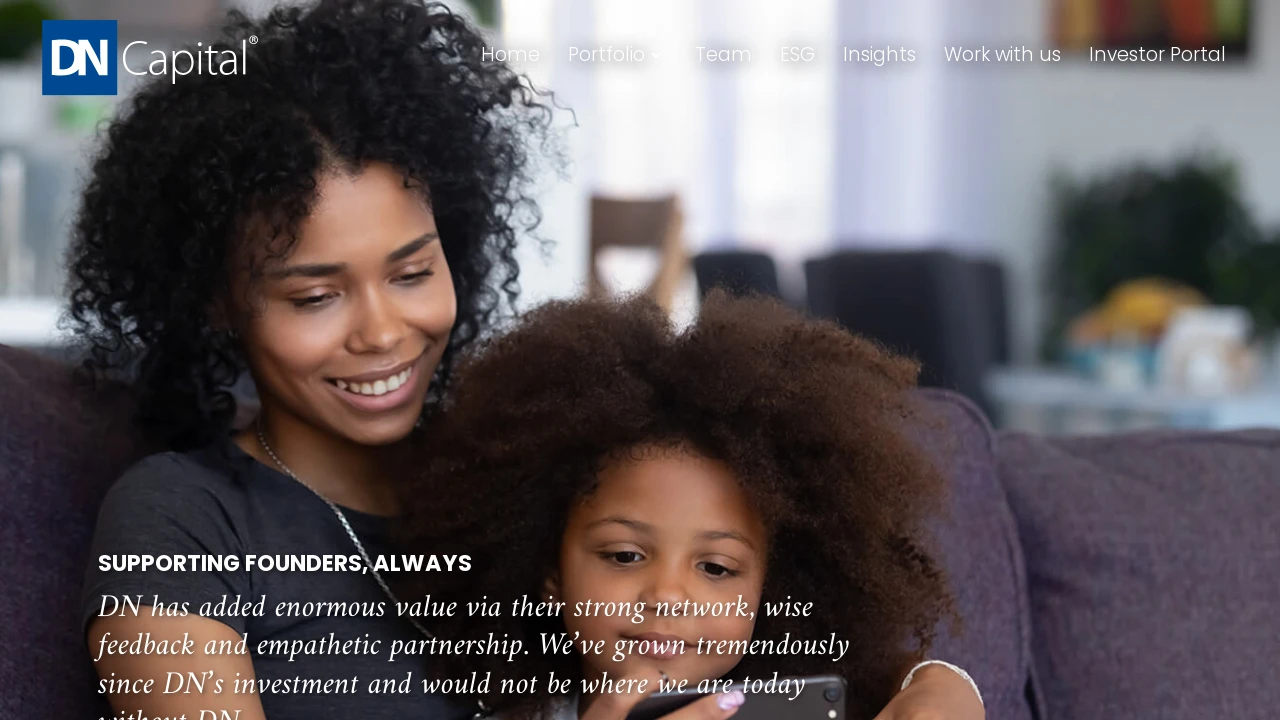 DN Capital®
Home Portfolio Team ESG Insights Work with us Investor Portal
SUPPORTING FOUNDERS, ALWAYS
DN has added enormous value via their strong network, wise
feedback and empathetic partnership. We’ve grown tremendously
since DN’s investment and would not be where we are today
without DN